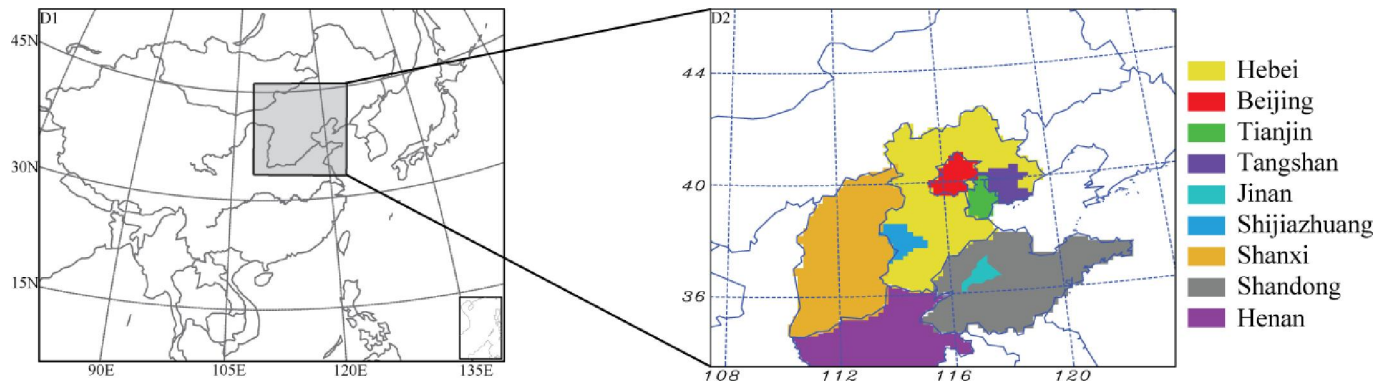 D1
45N
30N
15N
90E
105E
120E
135E
D2
44
40
36
108
112
116
120
Hebei
Beijing
Tianjin
Tangshan
Jinan
Shijiazhuang
Shanxi
Shandong
Henan